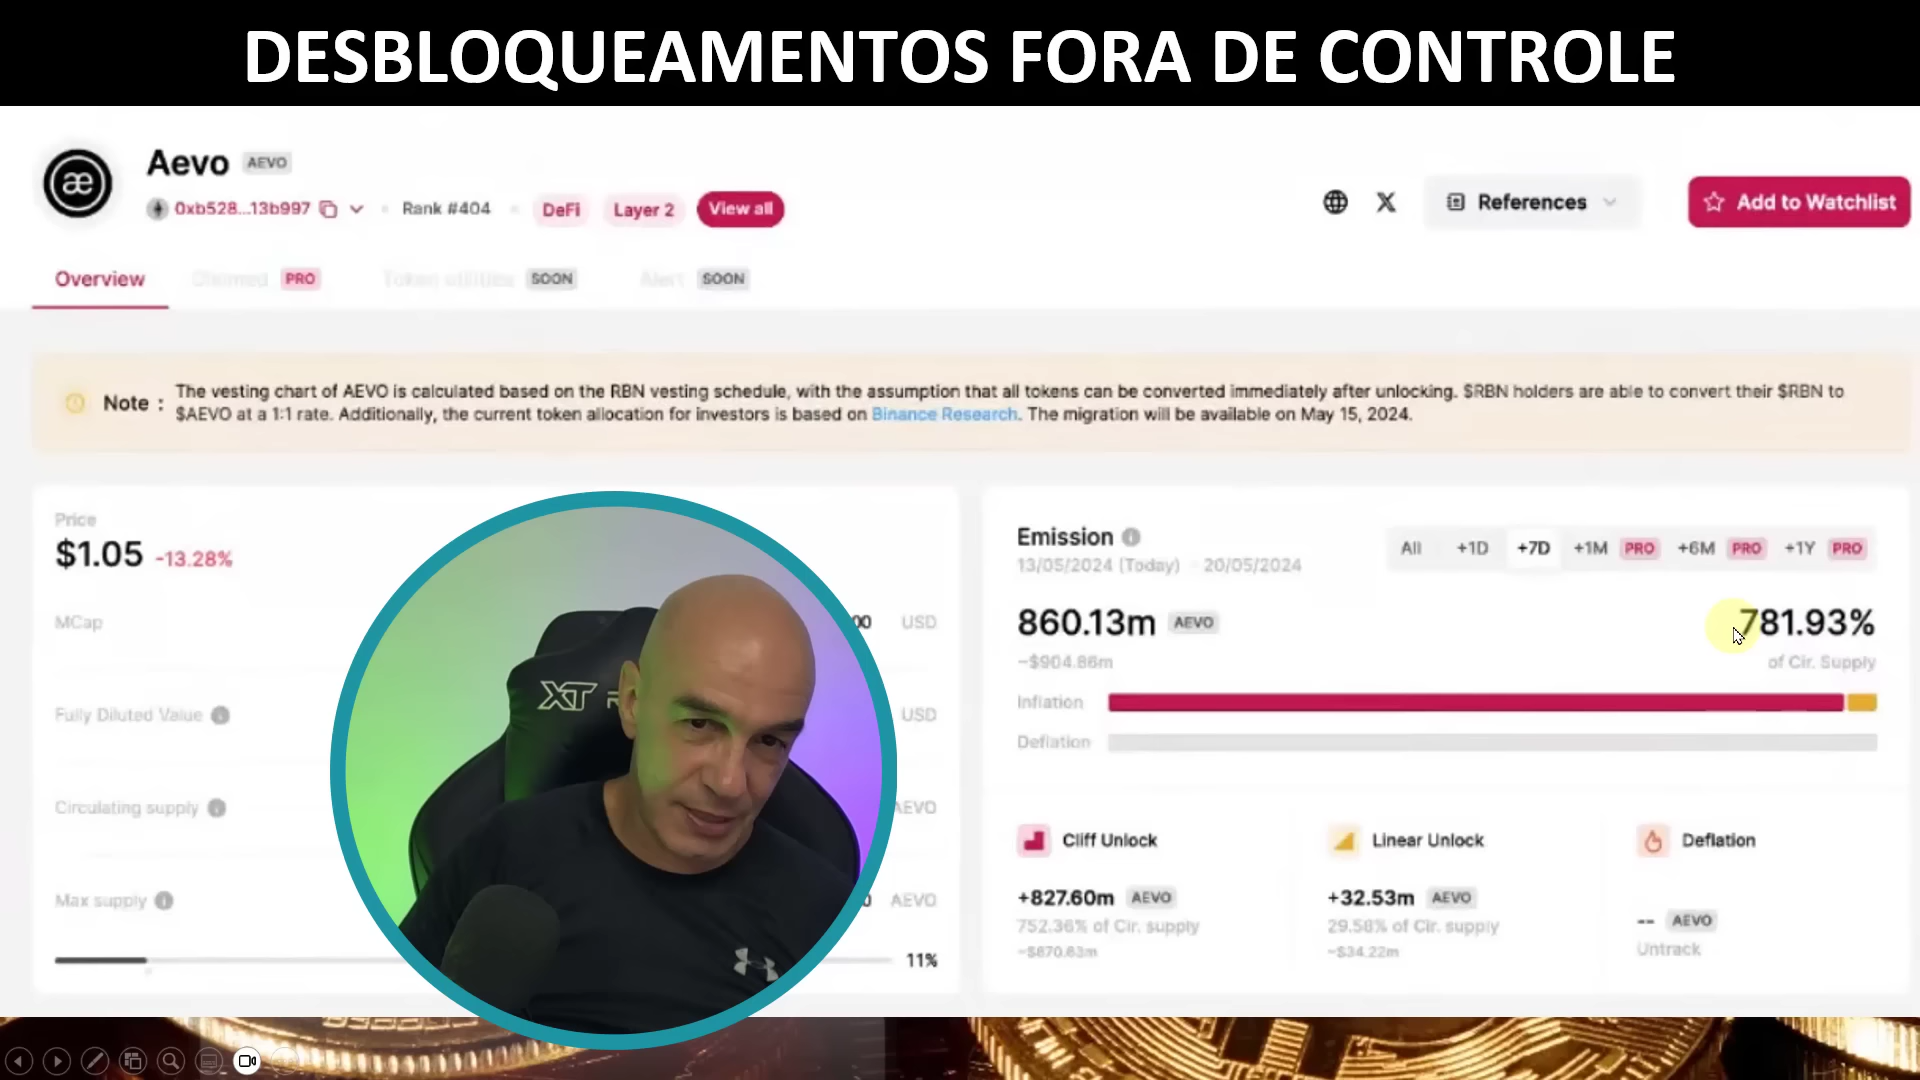 DESBLOQUEAMENTOS FORA DE CONTROLE
Aevo AEVO
0xb528...13b997 Rank #404 DeFi Layer 2 View all
References Add to Watchlist
Overview Claimed PRO Token utilities SOON Alert SOON
Note : The vesting chart of AEVO is calculated based on the RBN vesting schedule, with the assumption that all tokens can be converted immediately after unlocking. $RBN holders are able to convert their $RBN to
$AEVO at a 1:1 rate. Additionally, the current token allocation for investors is based on Binance Research. The migration will be available on May 15, 2024.
Price
$1.05 -13.28%
MCap USD
Fully Diluted Value USD
Circulating supply AEVO
Max supply AEVO
11%
XT
Emission
13/05/2024 (Today) - 20/05/2024
All +1D +7D +1M PRO +6M PRO +1Y PRO
860.13m AEVO 781.93%
~$904.86m of Cir. Supply
Inflation
Deflation
Cliff Unlock Linear Unlock Deflation
+827.60m AEVO +32.53m AEVO -- AEVO
752.36% of Cir. supply 29.58% of Cir. supply Untrack
~$870.63m ~$34.22m